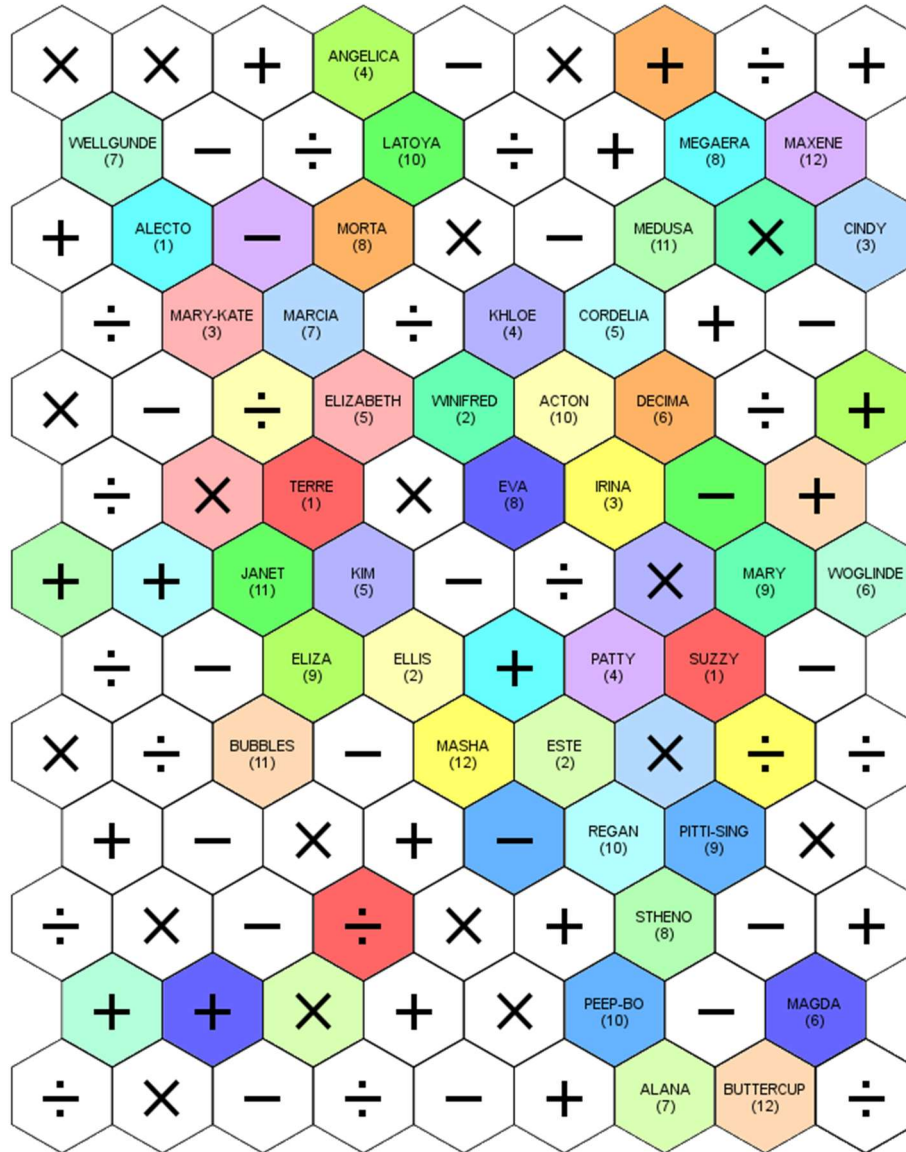 × × + ANGELICA − × + ÷ +
(4)
WELLGUNDE − ÷ LATOYA ÷ + MEGAERA MAXENE
(7) (10) (8) (12)
+ ALECTO − MORTA × − MEDUSA × CINDY
(1) (8) (11) (3)
÷ MARY-KATE MARCIA ÷ KHLOE CORDELIA + −
(3) (7) (4) (5)
× − ÷ ELIZABETH WINIFRED ACTON DECIMA ÷ +
(5) (2) (10) (6)
÷ × TERRE × EVA IRINA − +
(1) (8) (3)
+ + JANET KIM − ÷ × MARY WOGLINDE
(11) (5) (9) (6)
÷ − ELIZA ELLIS + PATTY SUZZY −
(9) (2) (4) (1)
× ÷ BUBBLES − MASHA ESTE × ÷ ÷
(11) (12) (2)
+ − × + − REGAN PITTI-SING ×
(10) (9)
÷ × − ÷ × + STHENO − +
(8)
+ + × + × PEEP-BO − MAGDA
(10) (6)
÷ × − ÷ − + ALANA BUTTERCUP ÷
(7) (12)